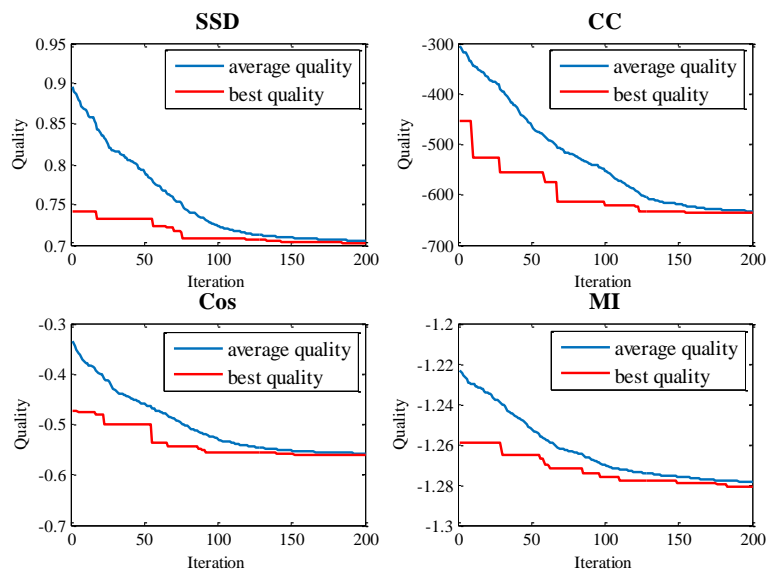 SSD
0.95
0.9
0.85
0.8
0.75
0.7
Quality
average quality
best quality
0 50 100 150 200
Iteration
CC
-300
-400
-500
-600
-700
Quality
average quality
best quality
0 50 100 150 200
Iteration
Cos
-0.3
-0.4
-0.5
-0.6
-0.7
Quality
average quality
best quality
0 50 100 150 200
Iteration
MI
-1.2
-1.22
-1.24
-1.26
-1.28
-1.3
Quality
average quality
best quality
0 50 100 150 200
Iteration